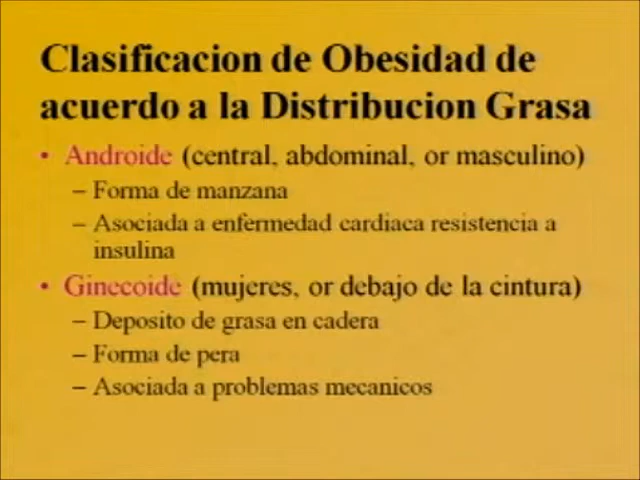 Clasificacion de Obesidad de
acuerdo a la Distribucion Grasa
• Androide (central, abdominal, or masculino)
– Forma de manzana
– Asociada a enfermedad cardiaca resistencia a
insulina
• Ginecoide (mujeres, or debajo de la cintura)
– Deposito de grasa en cadera
– Forma de pera
– Asociada a problemas mecanicos